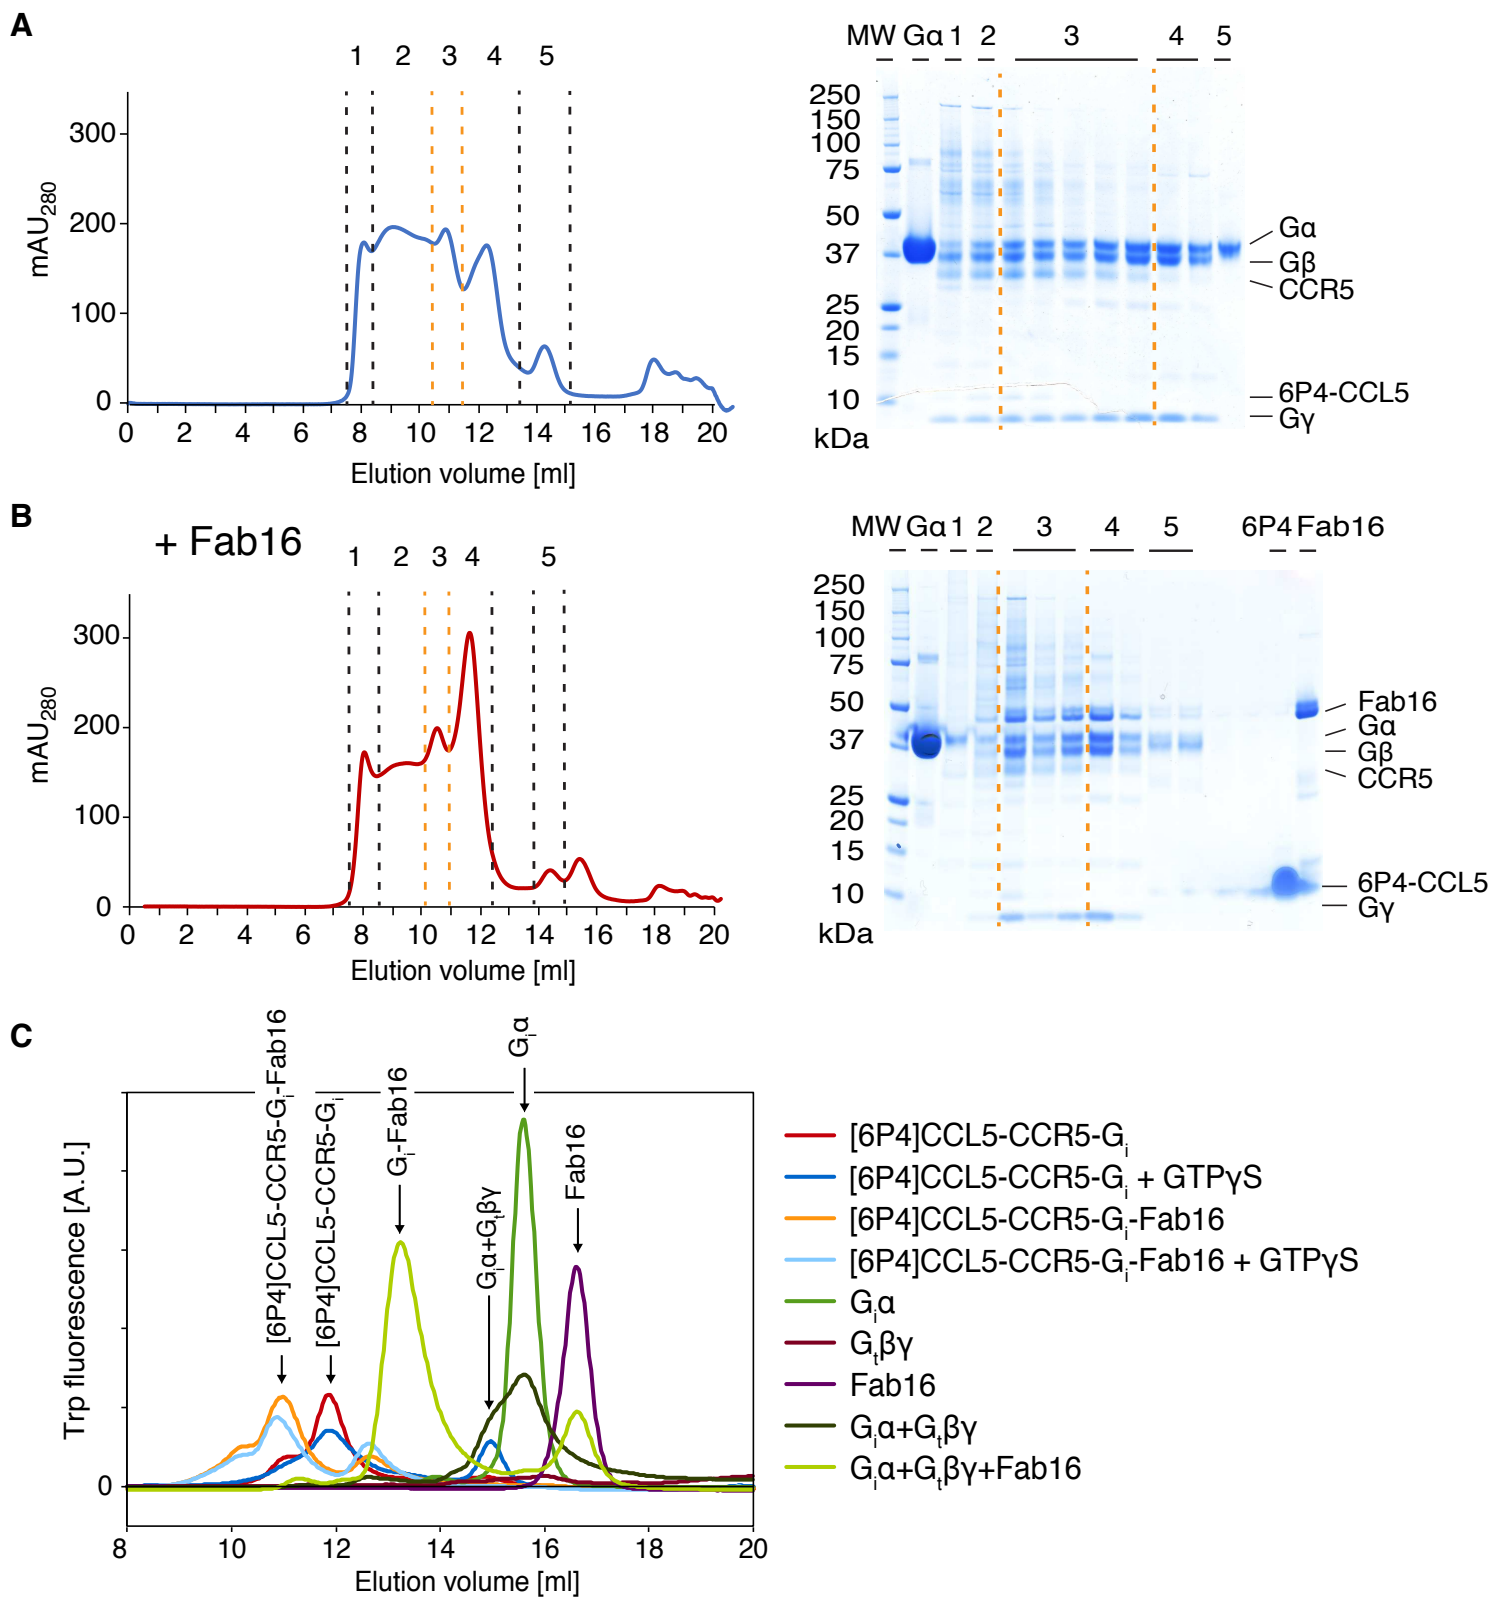 A
1 2 3 4 5
300
200
100
0
mAU280
0 2 4 6 8 10 12 14 16 18 20
Elution volume [ml]
MW Gα 1 2 3 4 5
250
150
100
75
50
37
25
20
15
10
kDa
Gα
Gβ
CCR5
6P4-CCL5
Gγ
B
+ Fab16
1 2 3 4 5
300
200
100
0
mAU280
0 2 4 6 8 10 12 14 16 18 20
Elution volume [ml]
MW Gα 1 2 3 4 5 6P4 Fab16
250
150
100
75
50
37
25
20
15
10
kDa
Fab16
Gα
Gβ
CCR5
6P4-CCL5
Gγ
C
[6P4]CCL5-CCR5-Gi-Fab16
[6P4]CCL5-CCR5-Gi
Gi-Fab16
Giα+Gtβγ
Giα
Fab16
Trp fluorescence [A.U.]
0
8 10 12 14 16 18 20
Elution volume [ml]
[6P4]CCL5-CCR5-Gi
[6P4]CCL5-CCR5-Gi + GTPγS
[6P4]CCL5-CCR5-Gi-Fab16
[6P4]CCL5-CCR5-Gi-Fab16 + GTPγS
Giα
Gtβγ
Fab16
Giα+Gtβγ
Giα+Gtβγ+Fab16